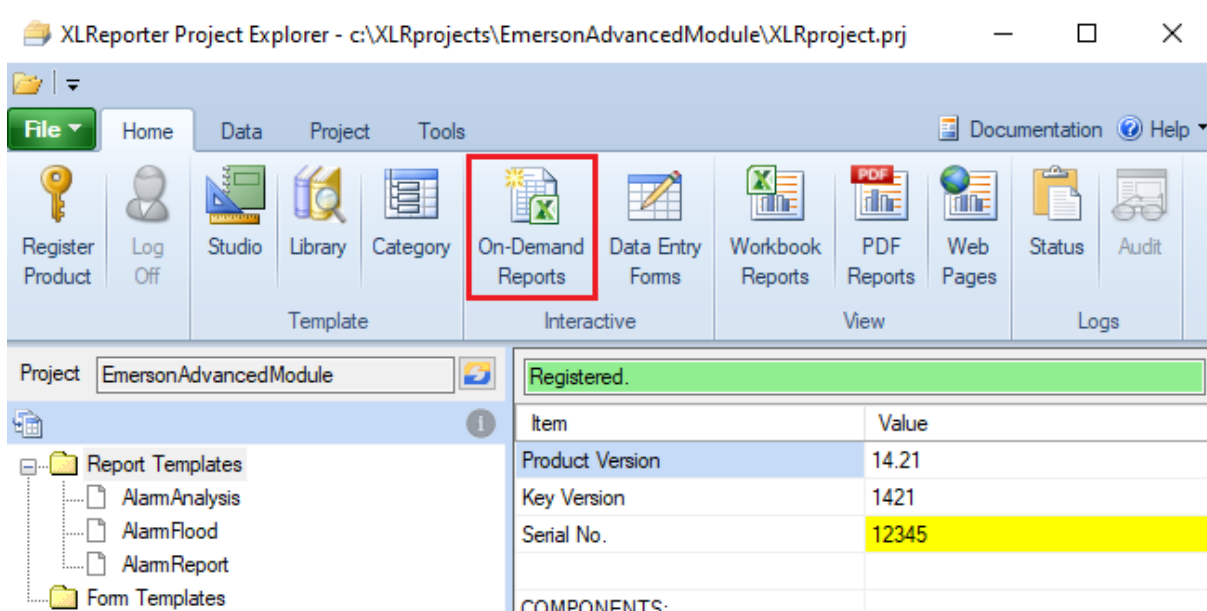 XLReporter Project Explorer - c:\XLRprojects\EmersonAdvancedModule\XLRproject.prj
File Home Data Project Tools Documentation Help
Register Product
Log Off
Studio
Library
Category
On-Demand Reports
Data Entry Forms
Workbook Reports
PDF
PDF Reports
Web Pages
Status
Audit
Template Interactive View Logs
Project EmersonAdvancedModule
Registered.
Item Value
Report Templates
AlarmAnalysis
AlarmFlood
AlarmReport
Form Templates
Product Version 14.21
Key Version 1421
Serial No. 12345
COMPONENTS: